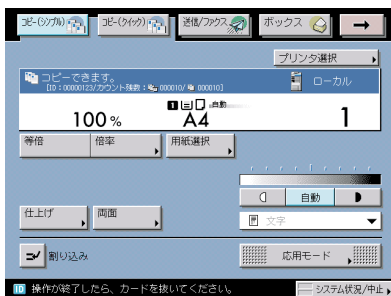 コピー(シンプル)
コピー(クイック)
送信/ファクス
ボックス
プリンタ選択
コピーできます。
[ID : 00000123/カウント残数 : 000010/ 000010]
ローカル
100 %
1 自動
A4
1
等倍
倍率
用紙選択
自動
仕上げ
両面
文字
割り込み
応用モード
ID 操作が終了したら、カードを抜いてください。
システム状況/中止